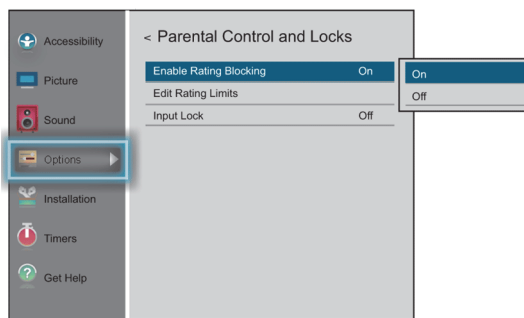 Accessibility
Picture
Sound
Options
Installation
Timers
Get Help
< Parental Control and Locks
Enable Rating Blocking On
Edit Rating Limits
Input Lock Off
On
Off